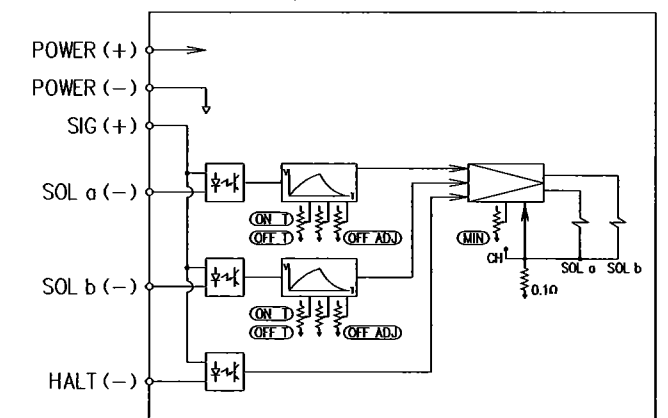 POWER(+)
POWER(-)
SIG(+)
SOL a(-)
V
T
ON T
OFF T
OFF ADJ
MIN
CH
SOL a SOL b
0.1Ω
SOL b(-)
V
T
ON T
OFF T
OFF ADJ
HALT(-)